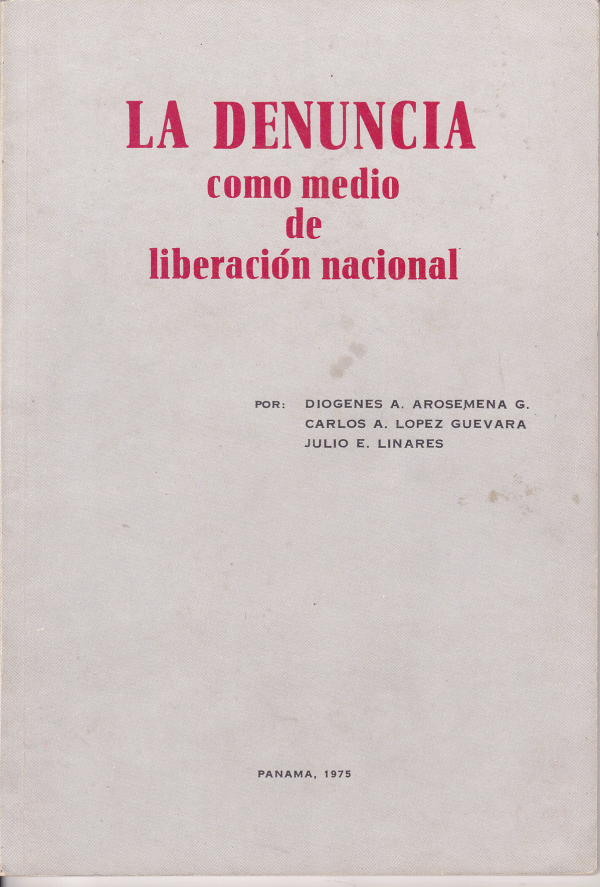 LA DENUNCIA
como medio
de
liberación nacional
POR: DIOGENES A. AROSEMENA G.
CARLOS A. LOPEZ GUEVARA
JULIO E. LINARES
PANAMA, 1975